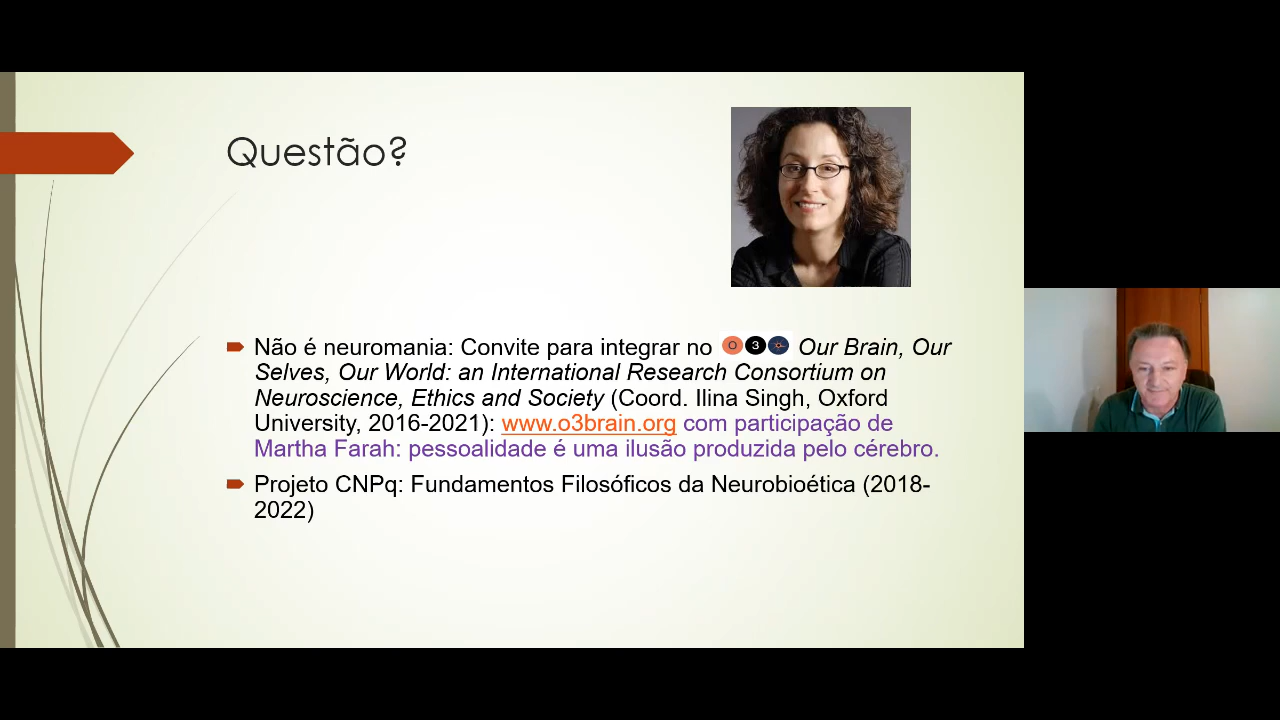 Questão?
Não é neuromania: Convite para integrar no O 3 Our Brain, Our
Selves, Our World: an International Research Consortium on
Neuroscience, Ethics and Society (Coord. Ilina Singh, Oxford
University, 2016-2021): www.o3brain.org com participação de
Martha Farah: pessoalidade é uma ilusão produzida pelo cérebro.
Projeto CNPq: Fundamentos Filosóficos da Neurobioética (2018-
2022)